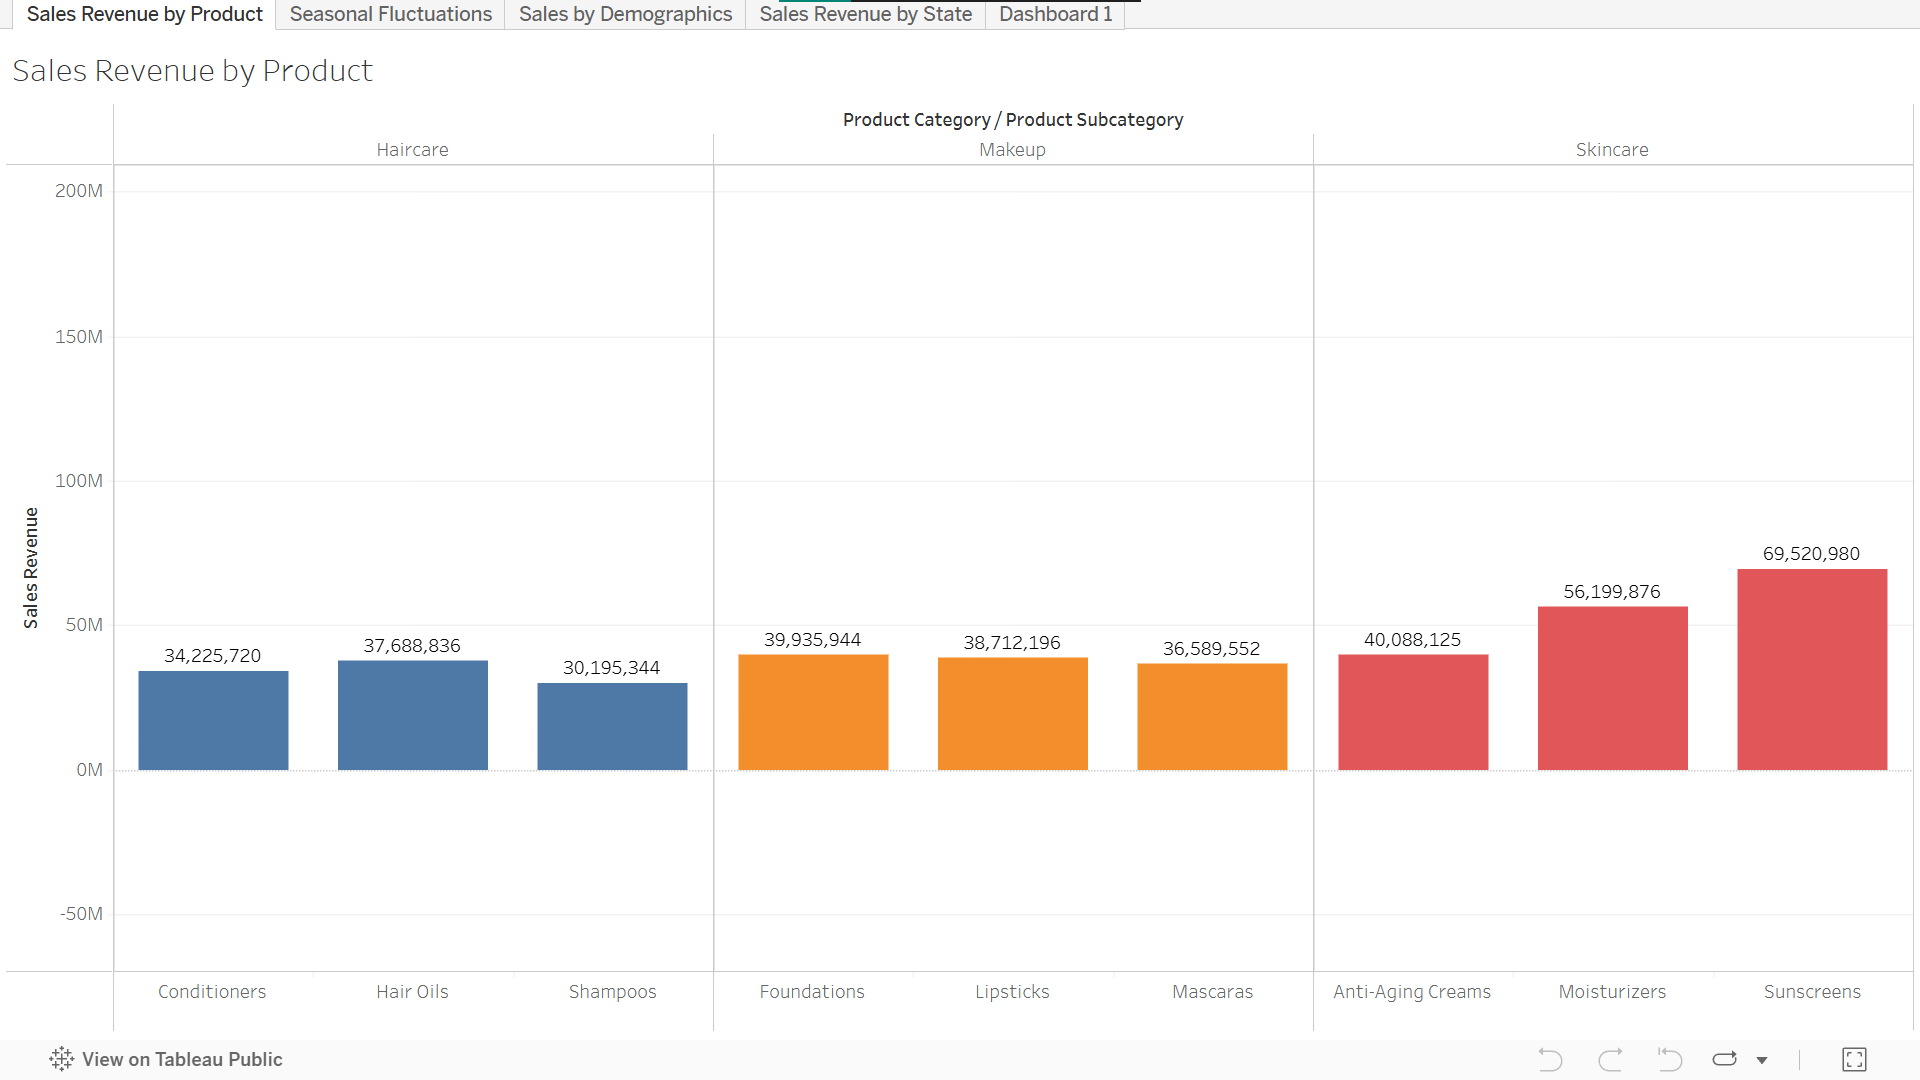 Sales Revenue by Product Seasonal Fluctuations Sales by Demographics Sales Revenue by State Dashboard 1
Sales Revenue by Product
Product Category / Product Subcategory
Haircare Makeup Skincare
200M
150M
100M
50M
0M
-50M
Sales Revenue
34,225,720
37,688,836
30,195,344
39,935,944
38,712,196
36,589,552
40,088,125
56,199,876
69,520,980
Conditioners Hair Oils Shampoos Foundations Lipsticks Mascaras Anti-Aging Creams Moisturizers Sunscreens
View on Tableau Public